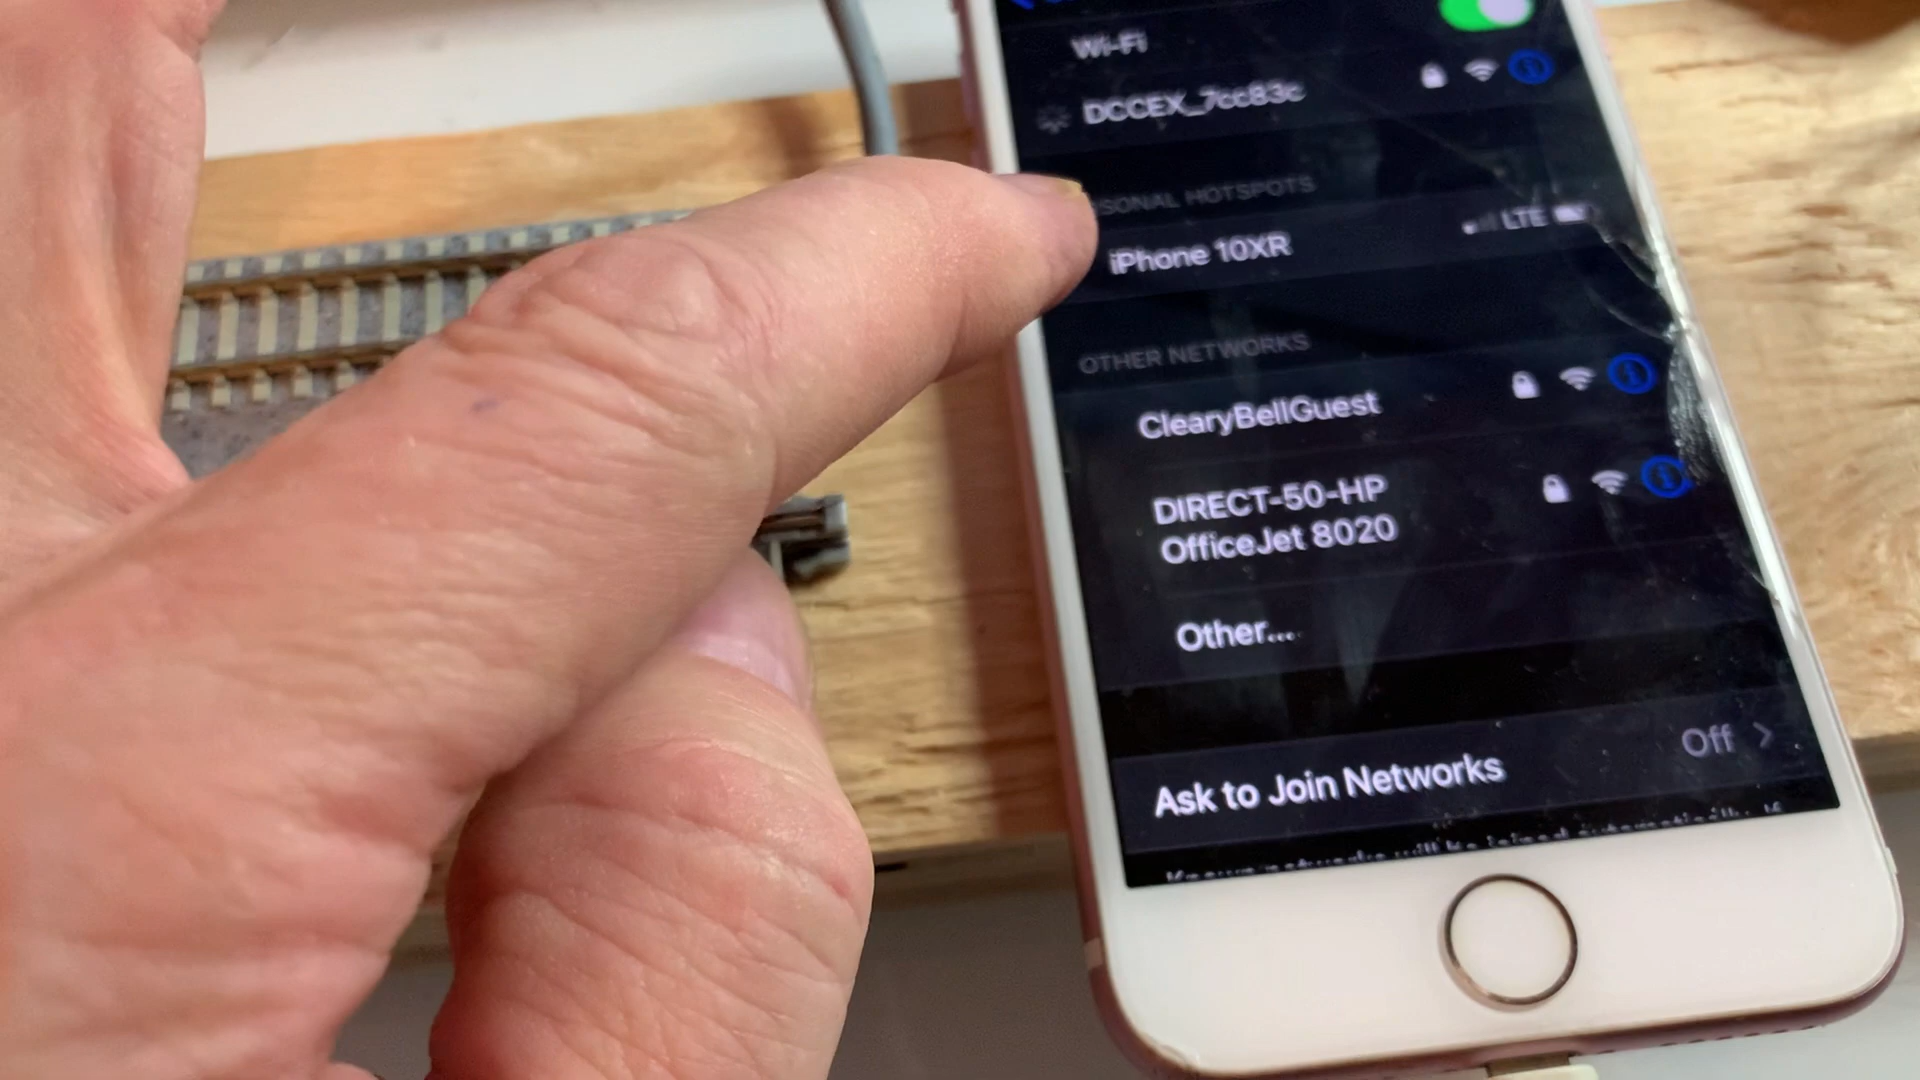 Wi-Fi
DCCEX_7cc83c
SONAL HOTSPOTS
iPhone 10XR
LTE
OTHER NETWORKS
ClearyBellGuest
DIRECT-50-HP
OfficeJet 8020
Other...
Ask to Join Networks
Off